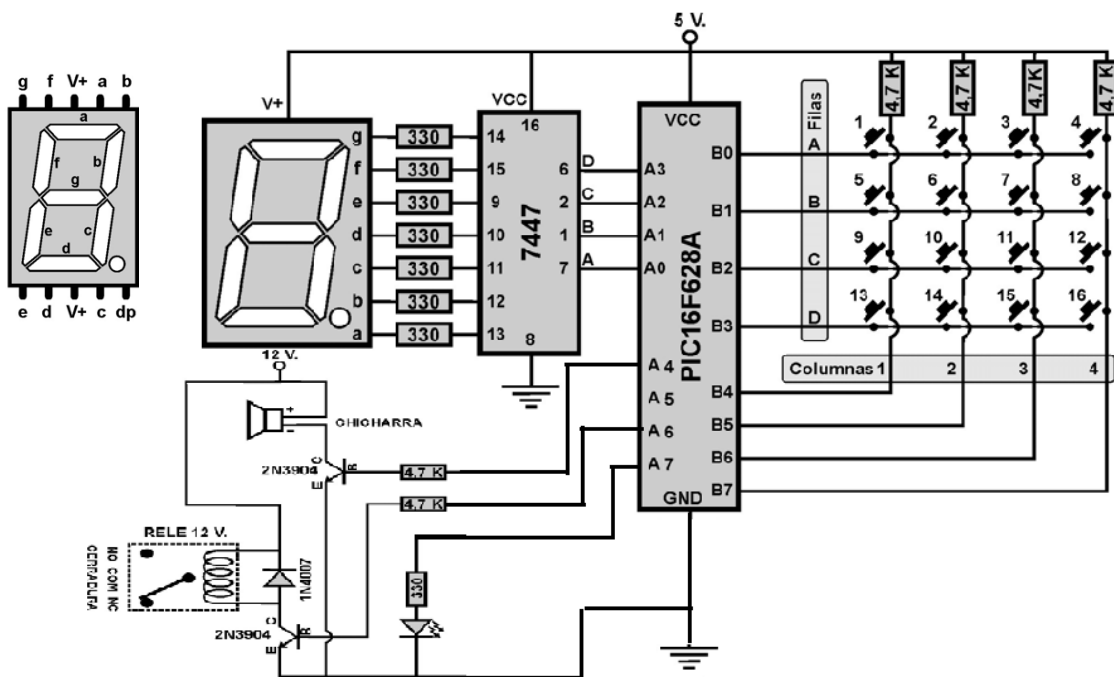 5 V.
g f V+ a b
a
f b
g
e c
d
e d V+ c dp
V+
VCC
16
g 330 14
f 330 15
e 330 9
d 330 10
c 330 11
b 330 12
a 330 13
7447
6 D A3
2 C A2
1 B A1
7 A A0
8
VCC
PIC16F628A
B0
B1
B2
B3
B4
B5
B6
B7
A 4
A 5
A 6
A 7
GND
4,7 K 4,7 K 4,7 K 4,7 K
Filas
A
B
C
D
1 2 3 4
5 6 7 8
9 10 11 12
13 14 15 16
Columnas 1 2 3 4
12 V.
+
-
CHICHARRA
2N3904
C
B
E
4.7 K
4.7 K
RELE 12 V.
NO COM NC
CERRADURA
1N4007
2N3904
C
B
E
330